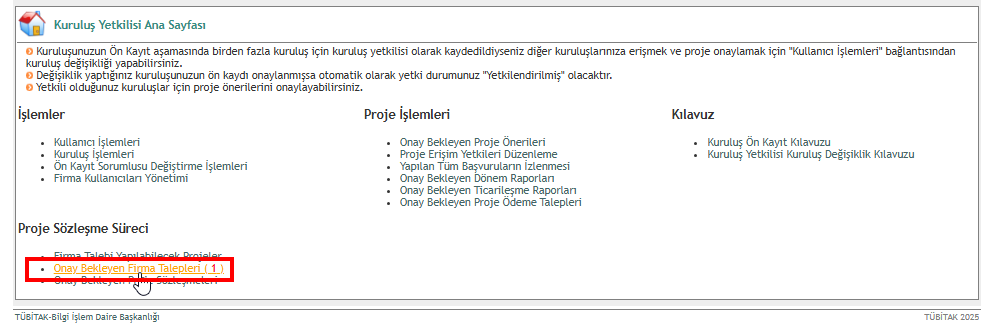 Kuruluş Yetkilisi Ana Sayfası
Kuruluşunuzun Ön Kayıt aşamasında birden fazla kuruluş için kuruluş yetkilisi olarak kaydedildiyseniz diğer kuruluşlarınıza erişmek ve proje onaylamak için "Kullanıcı İşlemleri" bağlantısından
kuruluş değişikliği yapabilirsiniz.
Değişiklik yaptığınız kuruluşunuzun ön kaydı onaylanmışsa otomatik olarak yetki durumunuz "Yetkilendirilmiş" olacaktır.
Yetkili olduğunuz kuruluşlar için proje önerilerini onaylayabilirsiniz.
İşlemler
Kullanıcı İşlemleri
Kuruluş İşlemleri
Ön Kayıt Sorumlusu Değiştirme İşlemleri
Firma Kullanıcıları Yönetimi
Proje İşlemleri
Onay Bekleyen Proje Önerileri
Proje Erişim Yetkileri Düzenleme
Yapılan Tüm Başvuruların İzlenmesi
Onay Bekleyen Dönem Raporları
Onay Bekleyen Ticarileşme Raporları
Onay Bekleyen Proje Ödeme Talepleri
Kılavuz
Kuruluş Ön Kayıt Kılavuzu
Kuruluş Yetkilisi Kuruluş Değişiklik Kılavuzu
Proje Sözleşme Süreci
Firma Talebi Yapılabilecek Projeler
Onay Bekleyen Firma Talepleri ( 1 )
Onay Bekleyen Sözleşmeleri
TÜBİTAK-Bilgi İşlem Daire Başkanlığı
TÜBİTAK 2025